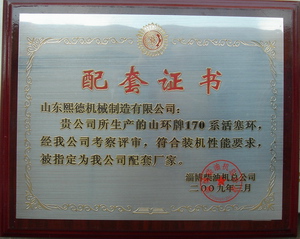 配套证书
山东熙德机械制造有限公司：
贵公司所生产的山环牌170系活塞环，
经我公司考察评审，符合装机性能要求，
被指定为我公司配套厂家。
淄博柴油机总公司
二〇〇九年三月